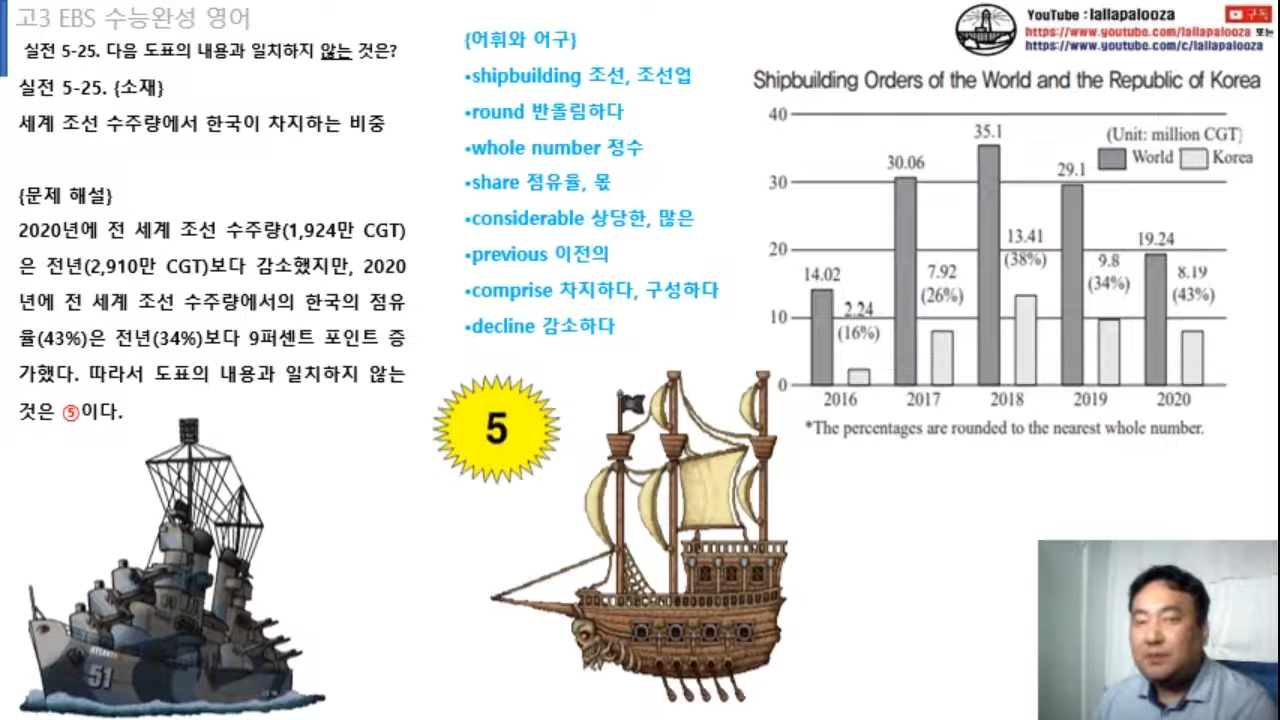 고3 EBS 수능완성 영어
실전 5-25. 다음 도표의 내용과 일치하지 않는 것은?
실전 5-25. {소재}
세계 조선 수주량에서 한국이 차지하는 비중
{문제 해설}
2020년에 전 세계 조선 수주량(1,924만 CGT)
은 전년(2,910만 CGT)보다 감소했지만, 2020
년에 전 세계 조선 수주량에서의 한국의 점유
율(43%)은 전년(34%)보다 9퍼센트 포인트 증
가했다. 따라서 도표의 내용과 일치하지 않는
것은 ⑤이다.
{어휘와 어구}
•shipbuilding 조선, 조선업
•round 반올림하다
•whole number 정수
•share 점유율, 몫
•considerable 상당한, 많은
•previous 이전의
•comprise 차지하다, 구성하다
•decline 감소하다
5
51
YouTube : lallapalooza
구독
https://www.youtube.com/lallapalooza 또는
https://www.youtube.com/c/lallapalooza
Shipbuilding Orders of the World and the Republic of Korea
(Unit: million CGT)
World Korea
40
30
20
10
0
14.02
2.24
(16%)
30.06
7.92
(26%)
35.1
13.41
(38%)
29.1
9.8
(34%)
19.24
8.19
(43%)
2016 2017 2018 2019 2020
*The percentages are rounded to the nearest whole number.